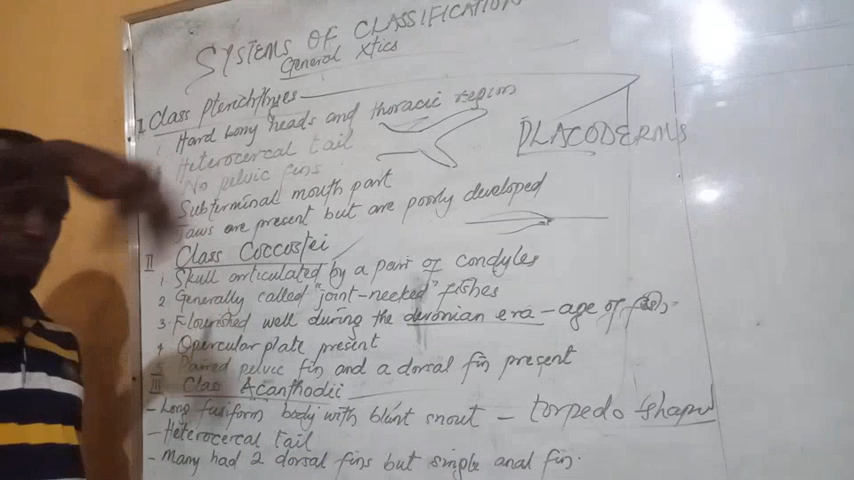 SYSTEMS OF CLASSIFICATION
General Xtics
I Class Pterichthyes
i Hard bony heads and thoracic region
PLACODERMS
Heterocercal tail
No pelvic fins
Subterminal mouth part
Jaws are present but are poorly developed
II Class Coccostei
1 Skull articulated by a pair of condyles
2 Generally called "joint-necked" fishes
3. Flourished well during the devonian era - age of
4 Opercular plate present
5 Paired pelvic fin and a dorsal fin present
III Class Acanthodii
- Long fusiform body with blunt snout - torpedo shaped
- Heterocercal tail
- Many had 2 dorsal fins but single anal fin.